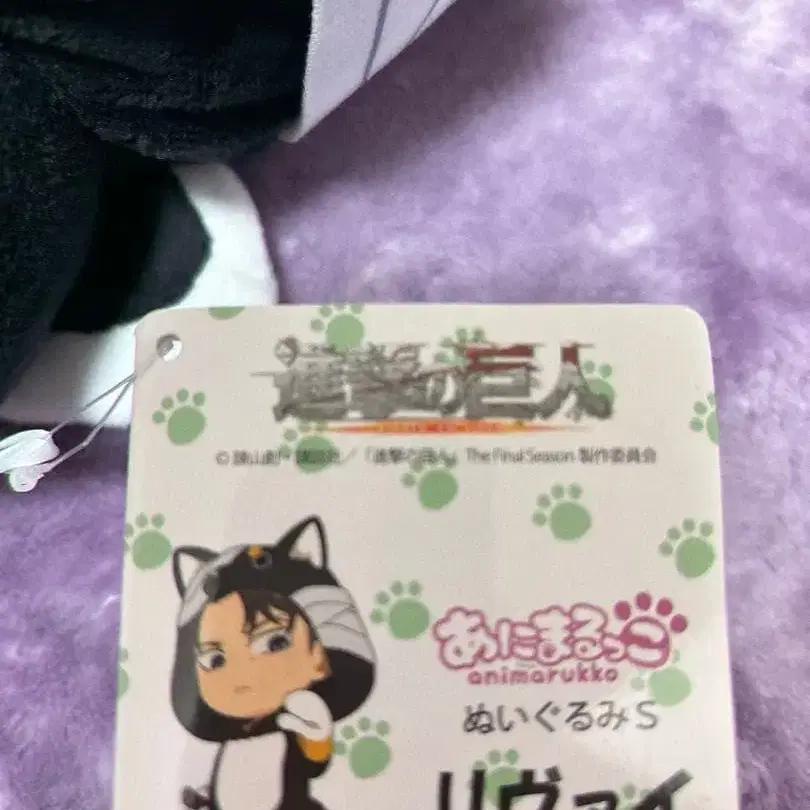 進撃の巨人
© 諫山創・講談社／「進撃の巨人」The Final Season 製作委員会
あにまるっこ
animarukko
ぬいぐるみS
リヴァイ